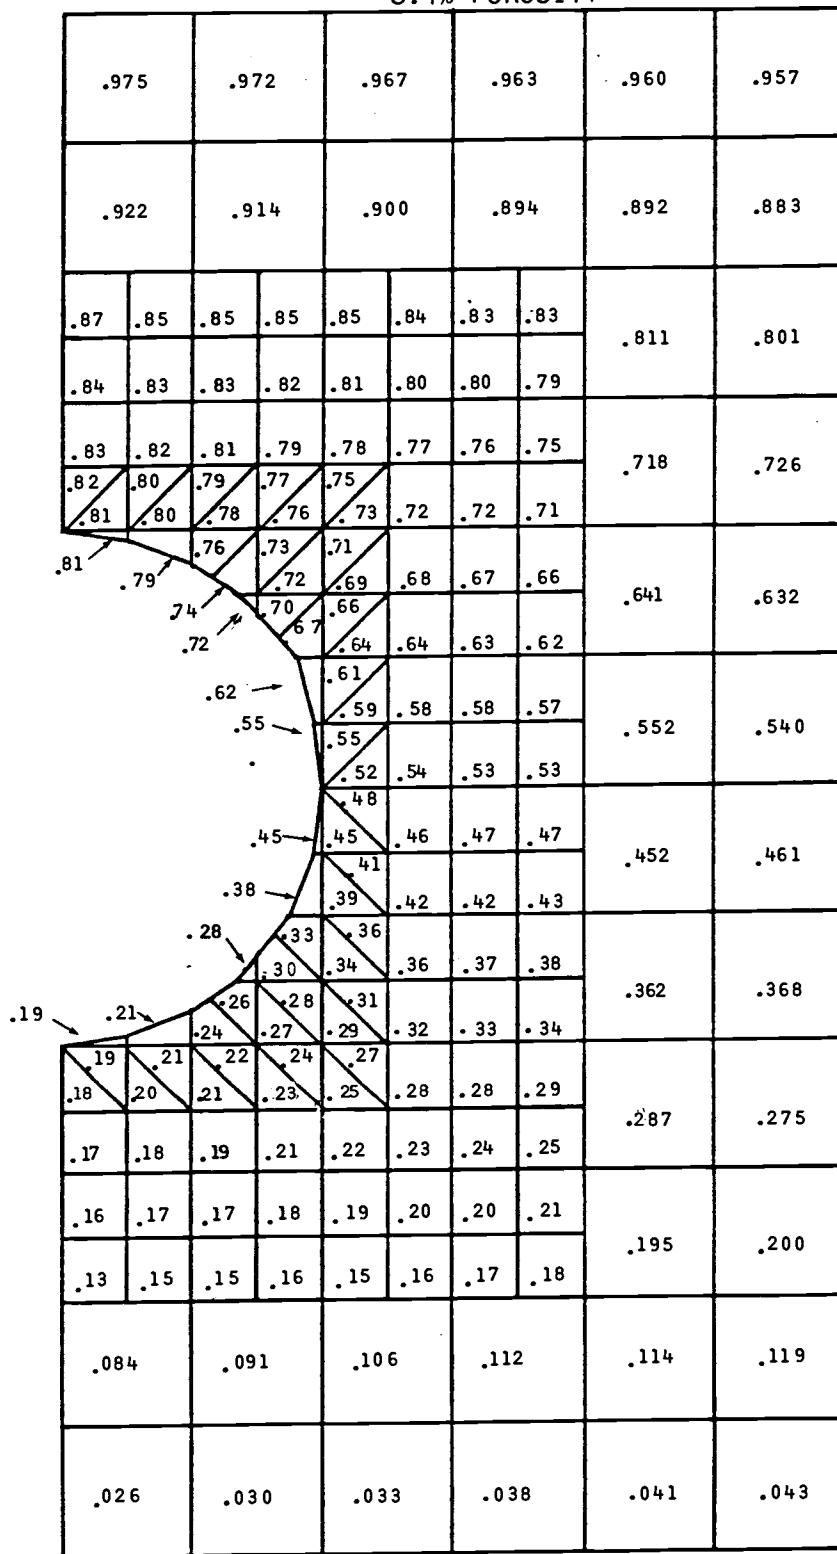 .975 .972 .967 .963 .960 .957
.922 .914 .900 .894 .892 .883
.87 .85 .85 .85 .85 .84 .83 .83
.811 .801
.84 .83 .83 .82 .81 .80 .80 .79
.83 .82 .81 .79 .78 .77 .76 .75
.718 .726
.82 .80 .79 .77 .75
.81 .80 .78 .76 .73 .72 .72 .71
.81 .76 .73 .71
.79 .72 .69 .68 .67 .66
.641 .632
.74 .70 .66
.72 .67 .64 .64 .63 .62
.62 .61
.59 .58 .58 .57
.55 .55
.552 .540
.52 .54 .53 .53
.48
.45 .45 .46 .47 .47
.452 .461
.41
.38 .39 .42 .42 .43
.28 .33 .36
.30 .34 .36 .37 .38
.362 .368
.19 .21 .26 .28 .31
.24 .27 .29 .32 .33 .34
.19 .21 .22 .24 .27
.18 .20 .21 .23 .25 .28 .28 .29
.287 .275
.17 .18 .19 .21 .22 .23 .24 .25
.16 .17 .17 .18 .19 .20 .20 .21
.195 .200
.13 .15 .15 .16 .15 .16 .17 .18
.084 .091 .106 .112 .114 .119
.026 .030 .033 .038 .041 .043